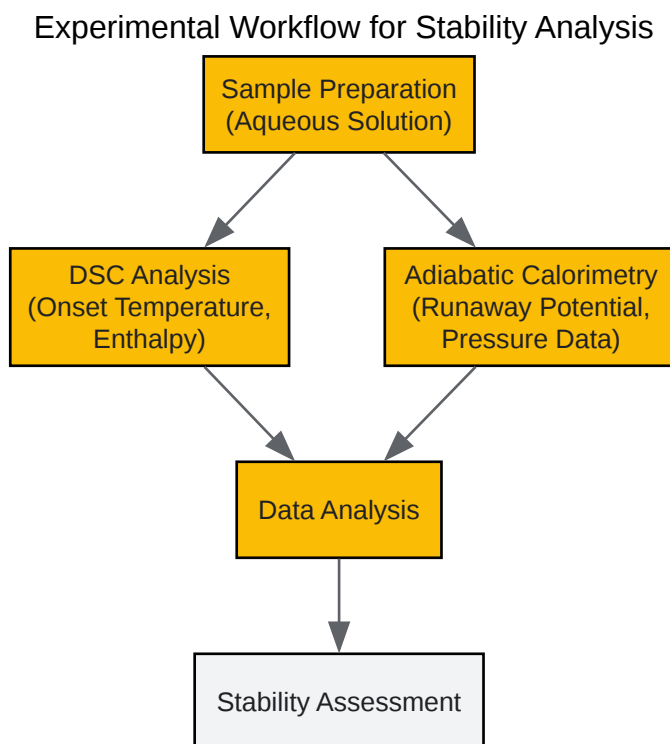 Experimental Workflow for Stability Analysis
Sample Preparation
(Aqueous Solution)
DSC Analysis
(Onset Temperature,
Enthalpy)
Adiabatic Calorimetry
(Runaway Potential,
Pressure Data)
Data Analysis
Stability Assessment